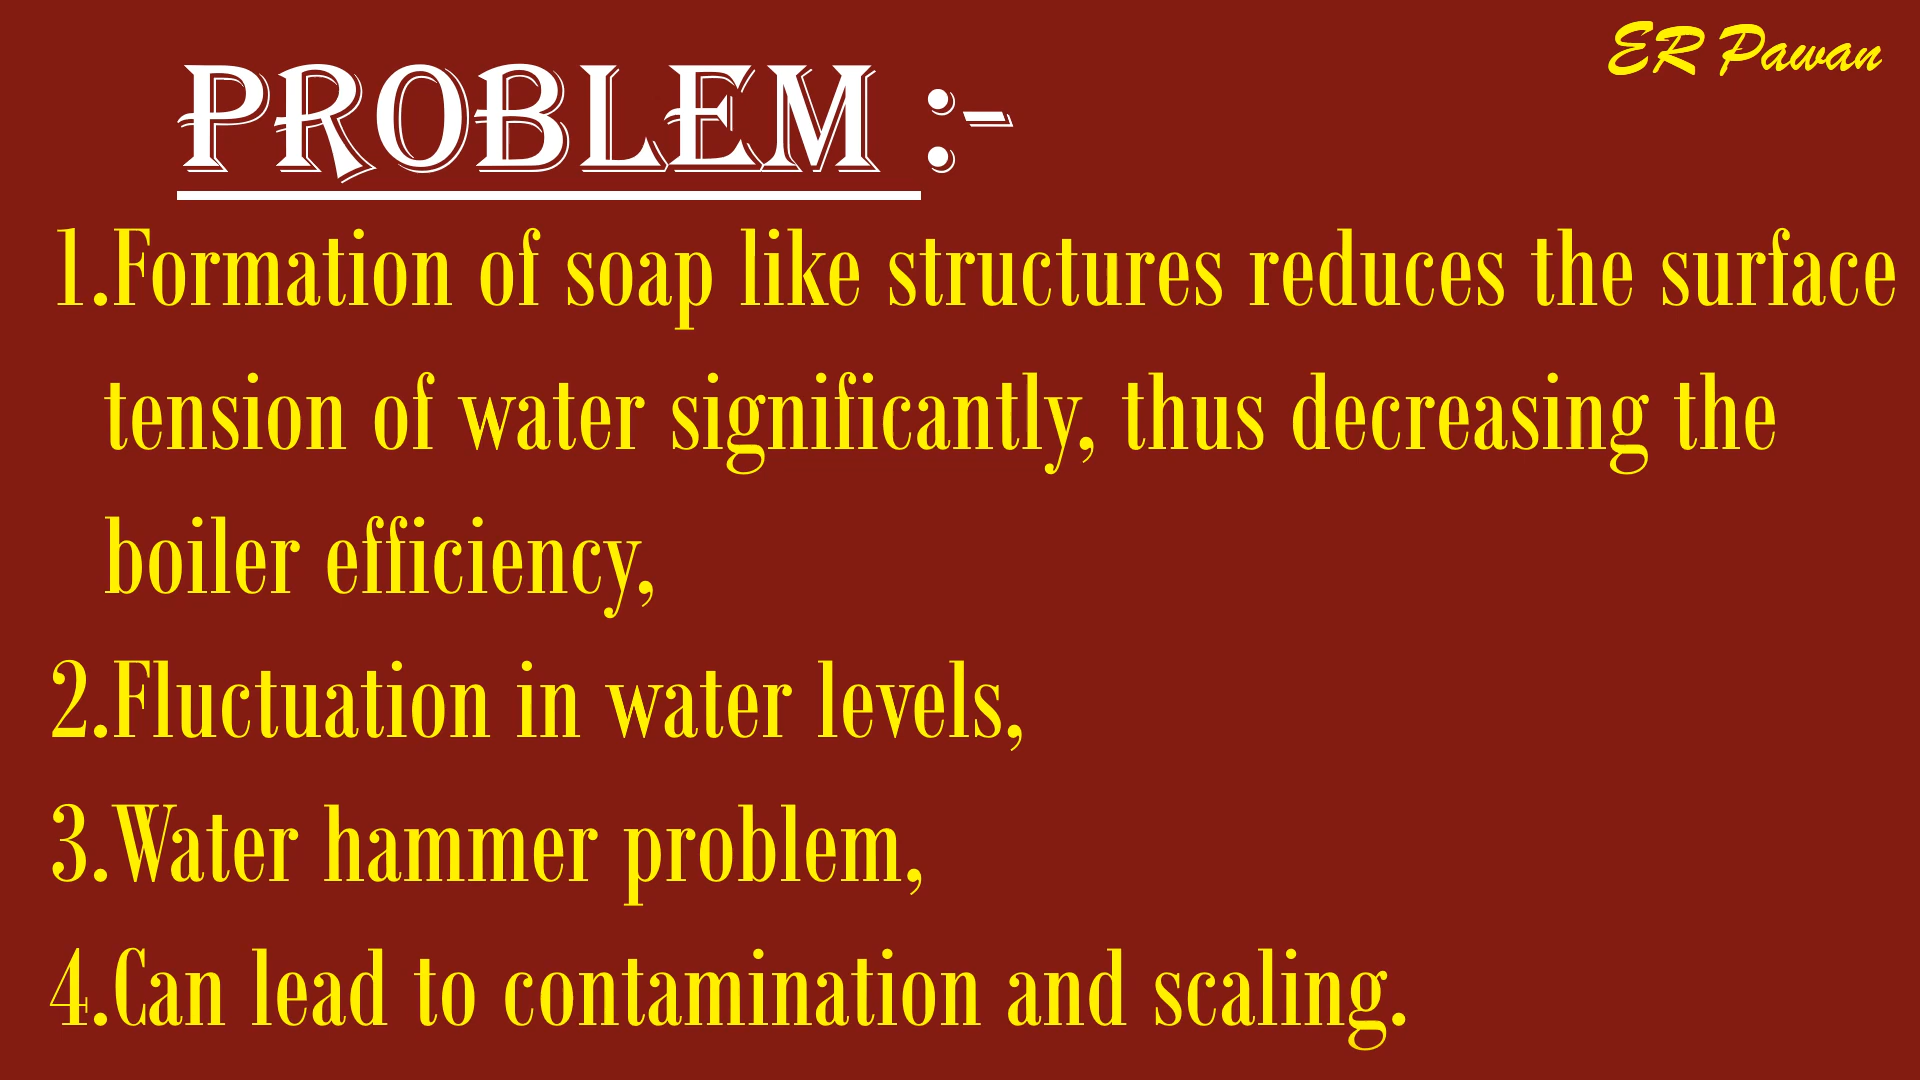 ER Pawan
PROBLEM :-
1.Formation of soap like structures reduces the surface
tension of water significantly, thus decreasing the
boiler efficiency,
2.Fluctuation in water levels,
3.Water hammer problem,
4.Can lead to contamination and scaling.